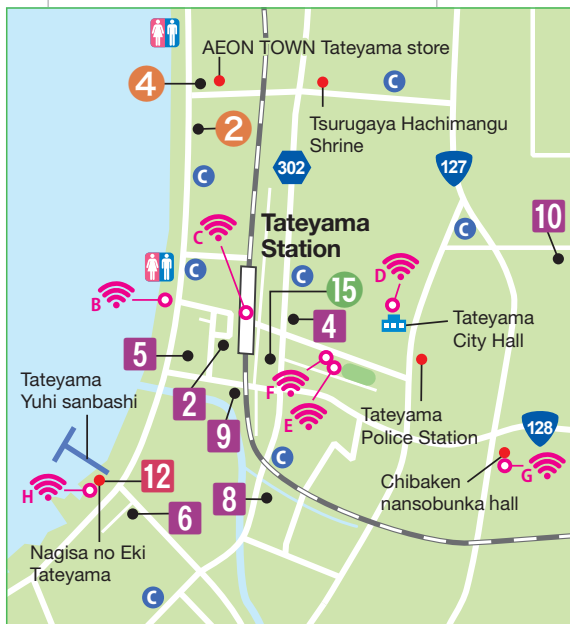 AEON TOWN Tateyama store
4
C
Tsurugaya Hachimangu
Shrine
2
302
127
C
10
C
C
Tateyama
Station
D
C
C
15
B
4
Tateyama
City Hall
5
2
F
E
Tateyama
Yuhi sanbashi
9
Tateyama
Police Station
128
C
12
H
8
Chibaken
nansobunka hall
G
6
Nagisa no Eki
Tateyama
C